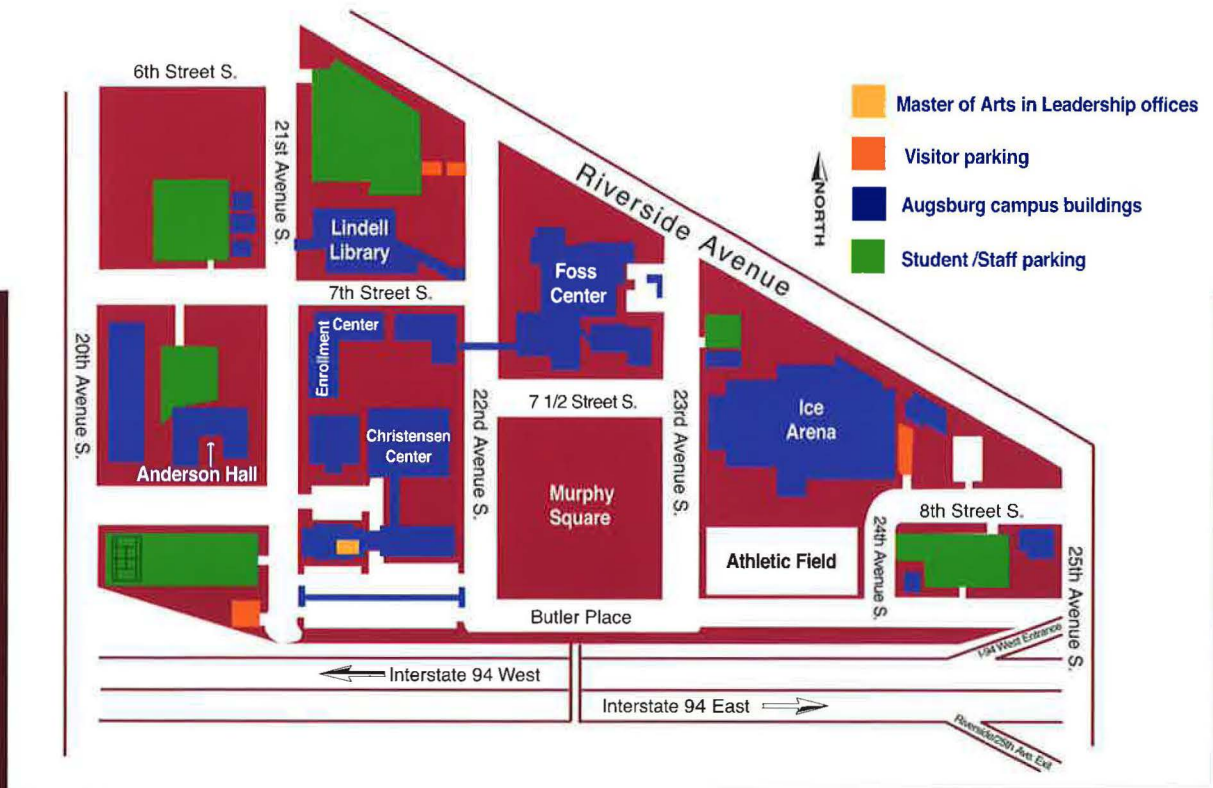 6th Street S.
21st Avenue S.
Riverside Avenue
Master of Arts in Leadership offices
Visitor parking
NORTH
Augsburg campus buildings
Student /Staff parking
Lindell
Library
Foss
Center
7th Street S.
20th Avenue S.
Enrollment
Center
22nd Avenue S.
7 1/2 Street S.
23rd Avenue S.
Ice
Arena
Christensen
Center
Anderson Hall
Murphy
Square
8th Street S.
24th Avenue S.
25th Avenue S.
Athletic Field
Butler Place
I-94 West Entrance
Interstate 94 West
Interstate 94 East
Riverside/25th Ave. Exit